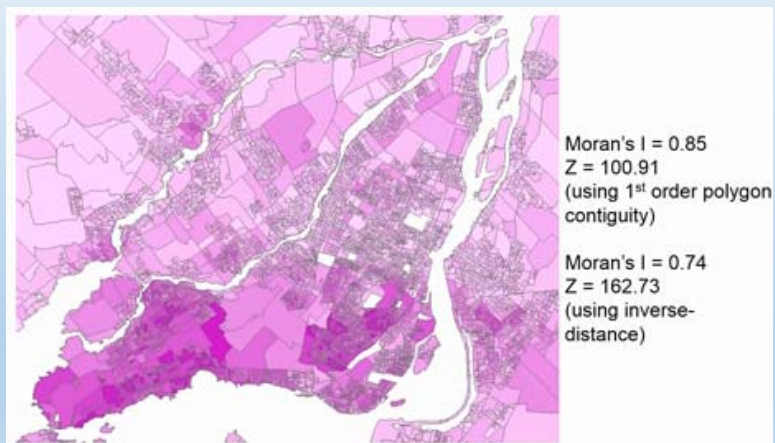 Moran's I = 0.85
Z = 100.91
(using 1st order polygon
contiguity)
Moran's I = 0.74
Z = 162.73
(using inverse-
distance)